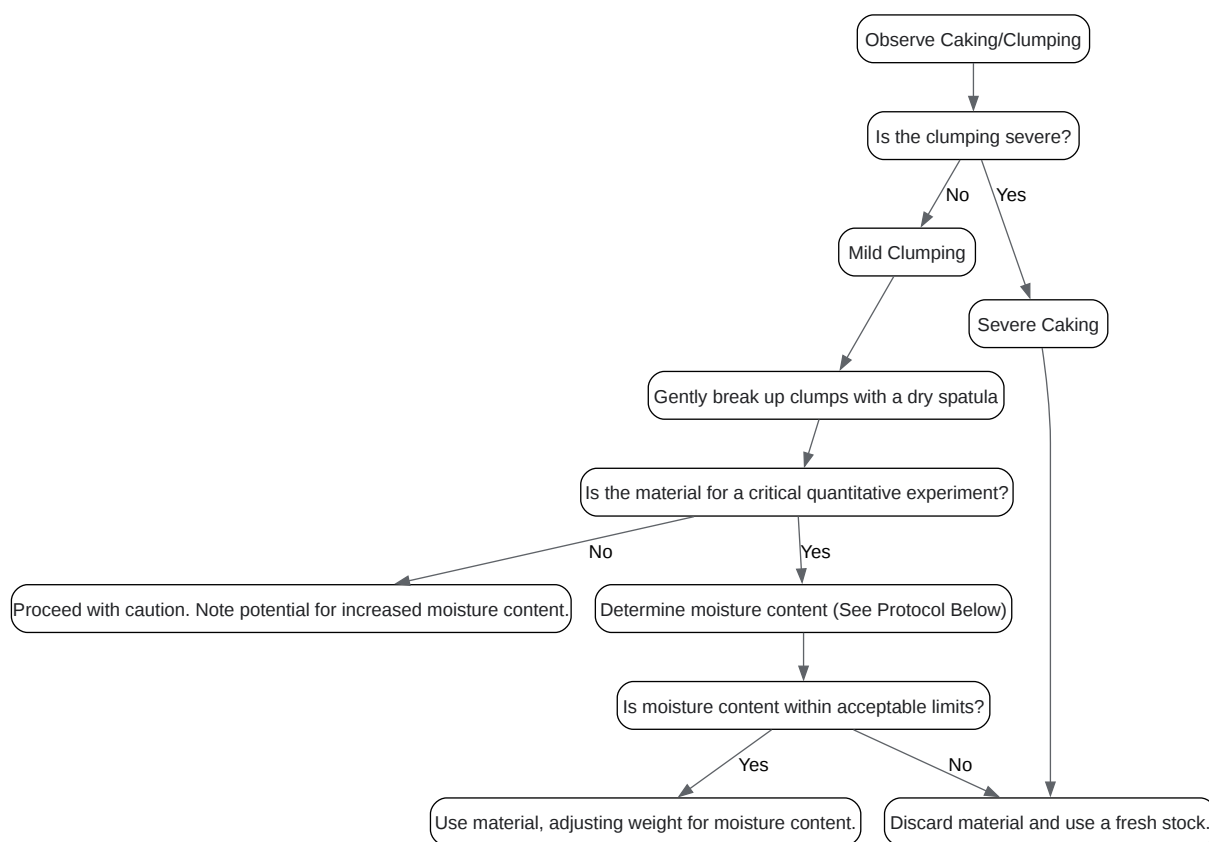 Observe Caking/Clumping
Is the clumping severe?
No
Yes
Mild Clumping
Severe Caking
Gently break up clumps with a dry spatula
Is the material for a critical quantitative experiment?
No
Yes
Proceed with caution. Note potential for increased moisture content.
Determine moisture content (See Protocol Below)
Is moisture content within acceptable limits?
Yes
No
Use material, adjusting weight for moisture content.
Discard material and use a fresh stock.